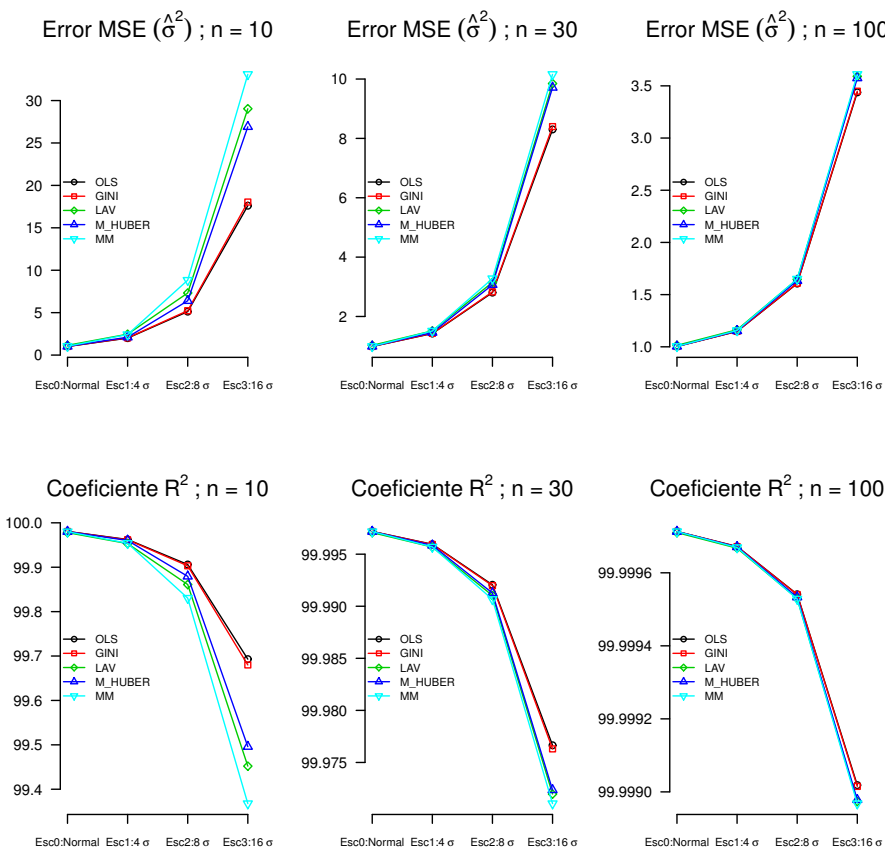 Error MSE (σ̂²) ; n = 10
30
25
20
15
10
5
0
OLS
GINI
LAV
M_HUBER
MM
Esc0:Normal Esc1:4 σ Esc2:8 σ Esc3:16 σ
Error MSE (σ̂²) ; n = 30
10
8
6
4
2
OLS
GINI
LAV
M_HUBER
MM
Esc0:Normal Esc1:4 σ Esc2:8 σ Esc3:16 σ
Error MSE (σ̂²) ; n = 100
3.5
3.0
2.5
2.0
1.5
1.0
OLS
GINI
LAV
M_HUBER
MM
Esc0:Normal Esc1:4 σ Esc2:8 σ Esc3:16 σ
Coeficiente R² ; n = 10
100.0
99.9
99.8
99.7
99.6
99.5
99.4
OLS
GINI
LAV
M_HUBER
MM
Esc0:Normal Esc1:4 σ Esc2:8 σ Esc3:16 σ
Coeficiente R² ; n = 30
99.995
99.990
99.985
99.980
99.975
OLS
GINI
LAV
M_HUBER
MM
Esc0:Normal Esc1:4 σ Esc2:8 σ Esc3:16 σ
Coeficiente R² ; n = 100
99.9996
99.9994
99.9992
99.9990
OLS
GINI
LAV
M_HUBER
MM
Esc0:Normal Esc1:4 σ Esc2:8 σ Esc3:16 σ